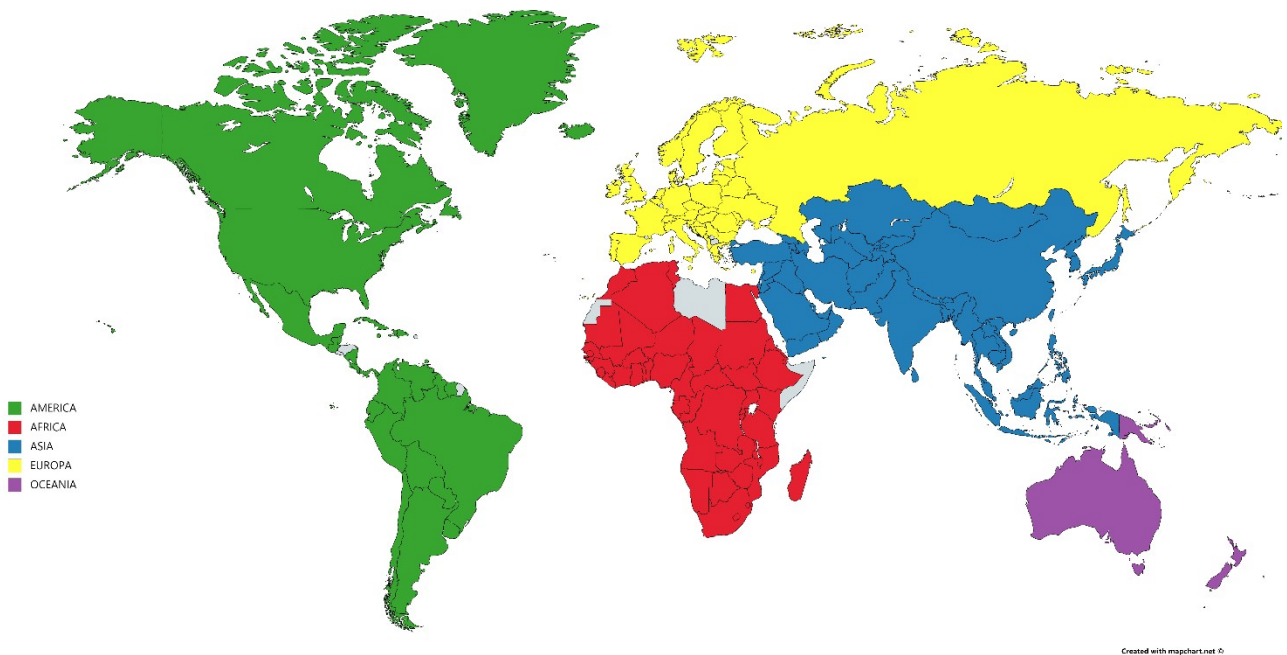 AMERICA
AFRICA
ASIA
EUROPA
OCEANIA
Created with mapchart.net ©